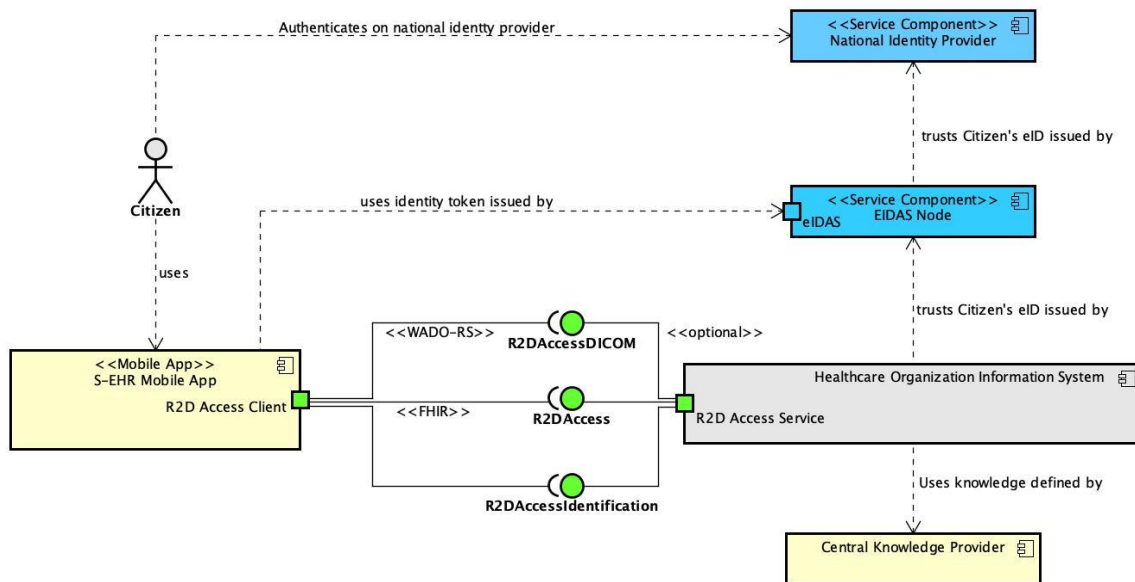 Authenticates on national identty provider
<<Service Component>>
National Identity Provider
trusts Citizen's eID issued by
Citizen
uses identity token issued by
<<Service Component>>
EIDAS Node
eIDAS
uses
trusts Citizen's eID issued by
<<WADO-RS>>
<<optional>>
R2DAccessDICOM
<<Mobile App>>
S-EHR Mobile App
Healthcare Organization Information System
R2D Access Client
<<FHIR>>
R2DAccess
R2D Access Service
Uses knowledge defined by
R2DAccessIdentification
Central Knowledge Provider